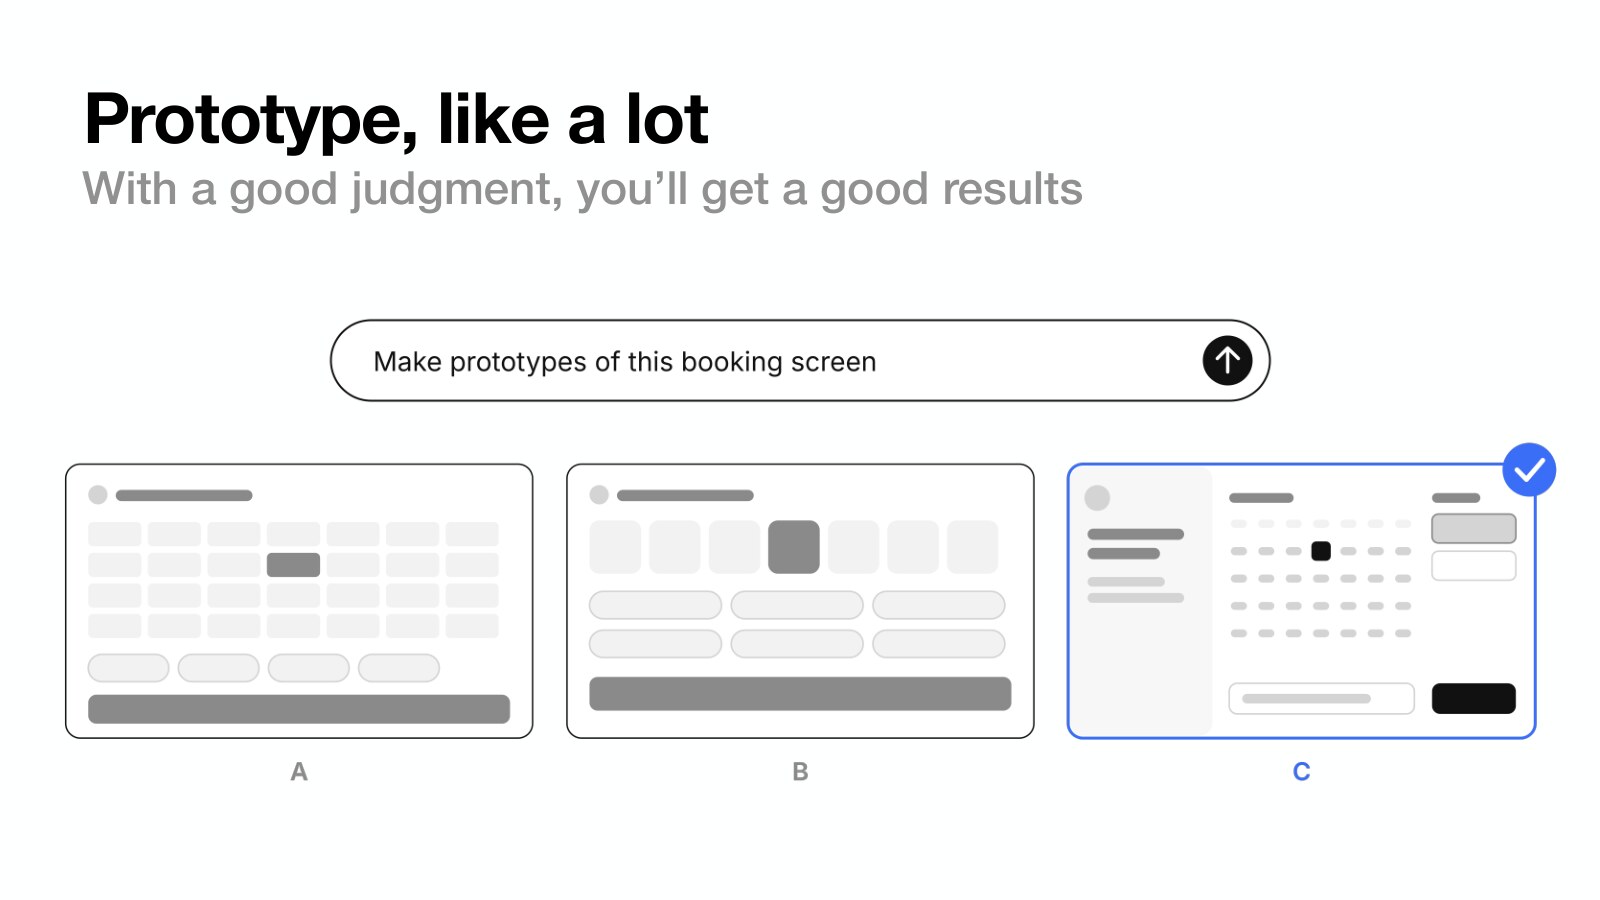 Prototype, like a lot
With a good judgment, you’ll get a good results
Make prototypes of this booking screen
A
B
C